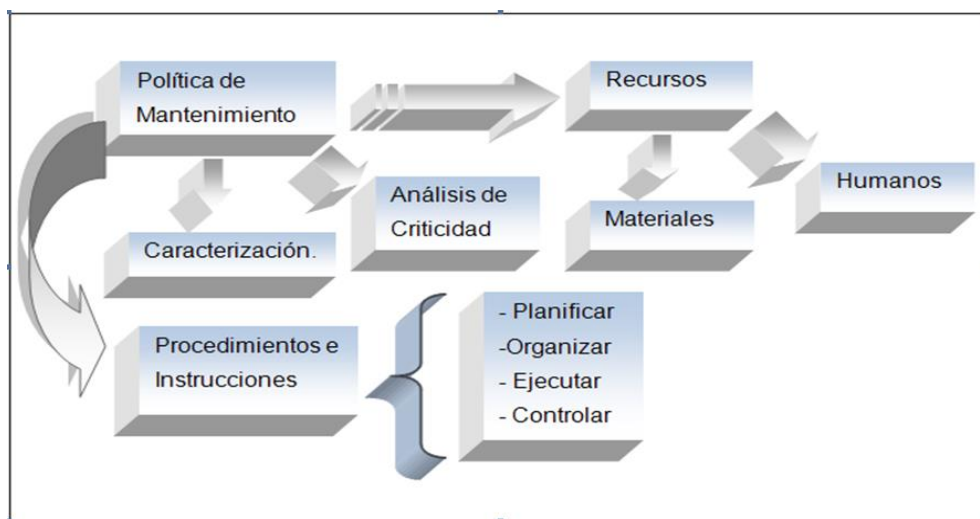 Política de
Mantenimiento
Recursos
Caracterización.
Análisis de
Criticidad
Materiales
Humanos
Procedimientos e
Instrucciones
- Planificar
-Organizar
- Ejecutar
- Controlar